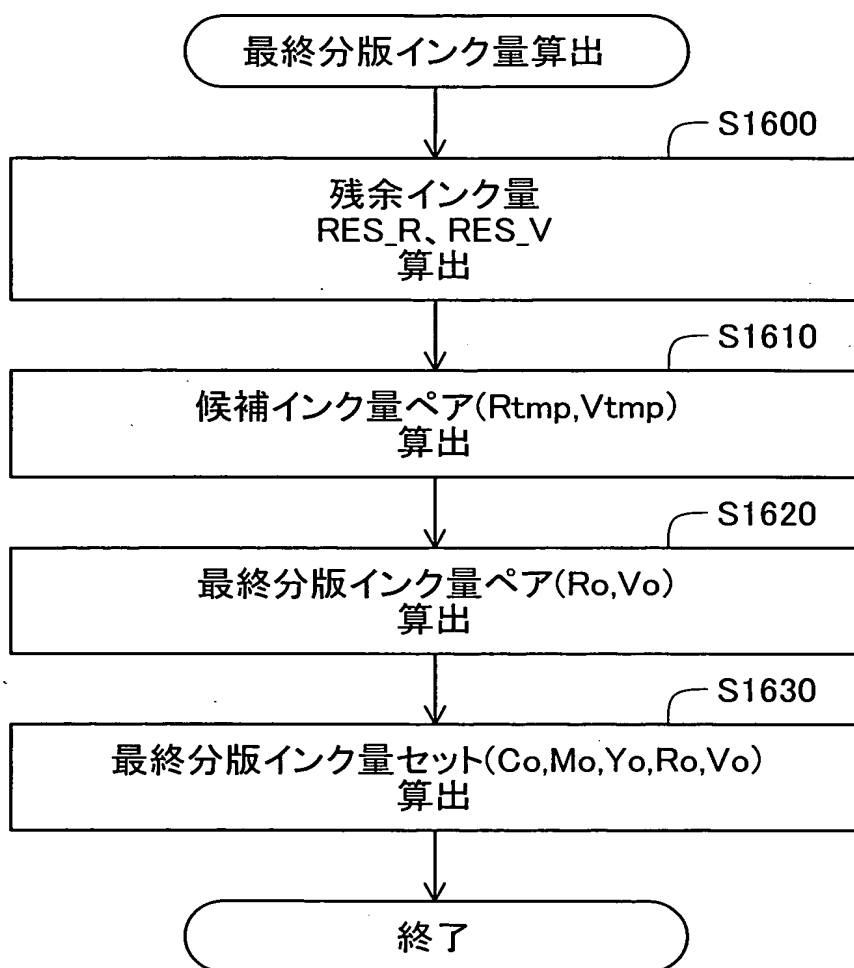 最終分版インク量算出
S1600
残余インク量
RES_R、RES_V
算出
S1610
候補インク量ペア(Rtmp,Vtmp)
算出
S1620
最終分版インク量ペア(Ro,Vo)
算出
S1630
最終分版インク量セット(Co,Mo,Yo,Ro,Vo)
算出
終了